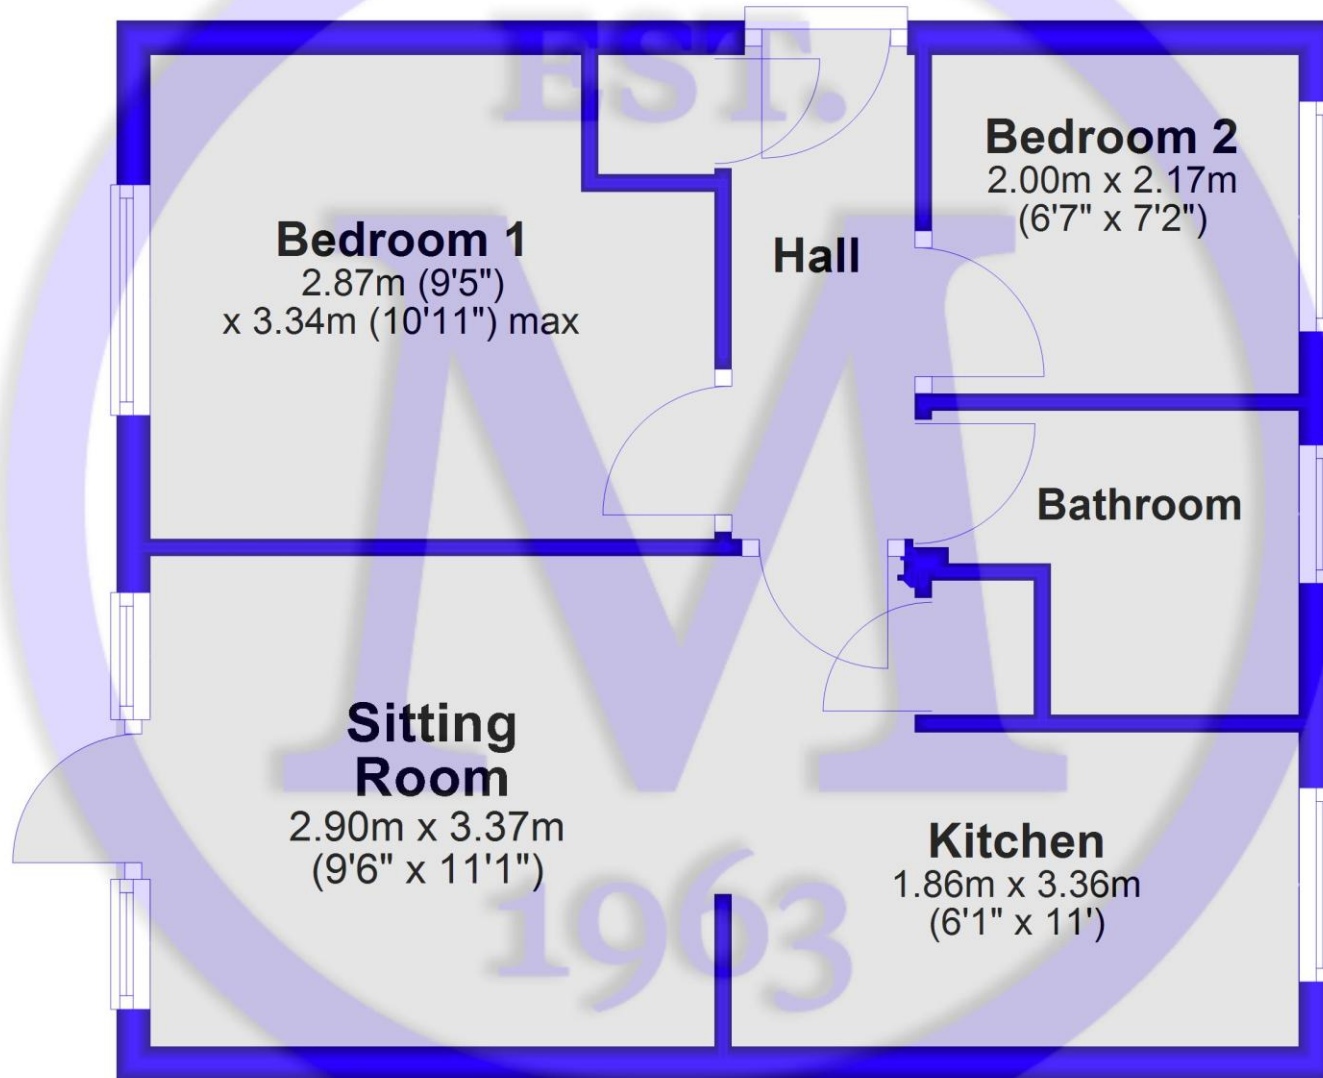 EST.
Bedroom 2
2.00m x 2.17m
(6'7" x 7'2")
Bedroom 1
2.87m (9'5")
x 3.34m (10'11") max
Hall
Bathroom
Sitting
Room
2.90m x 3.37m
(9'6" x 11'1")
Kitchen
1.86m x 3.36m
(6'1" x 11')
M
1963